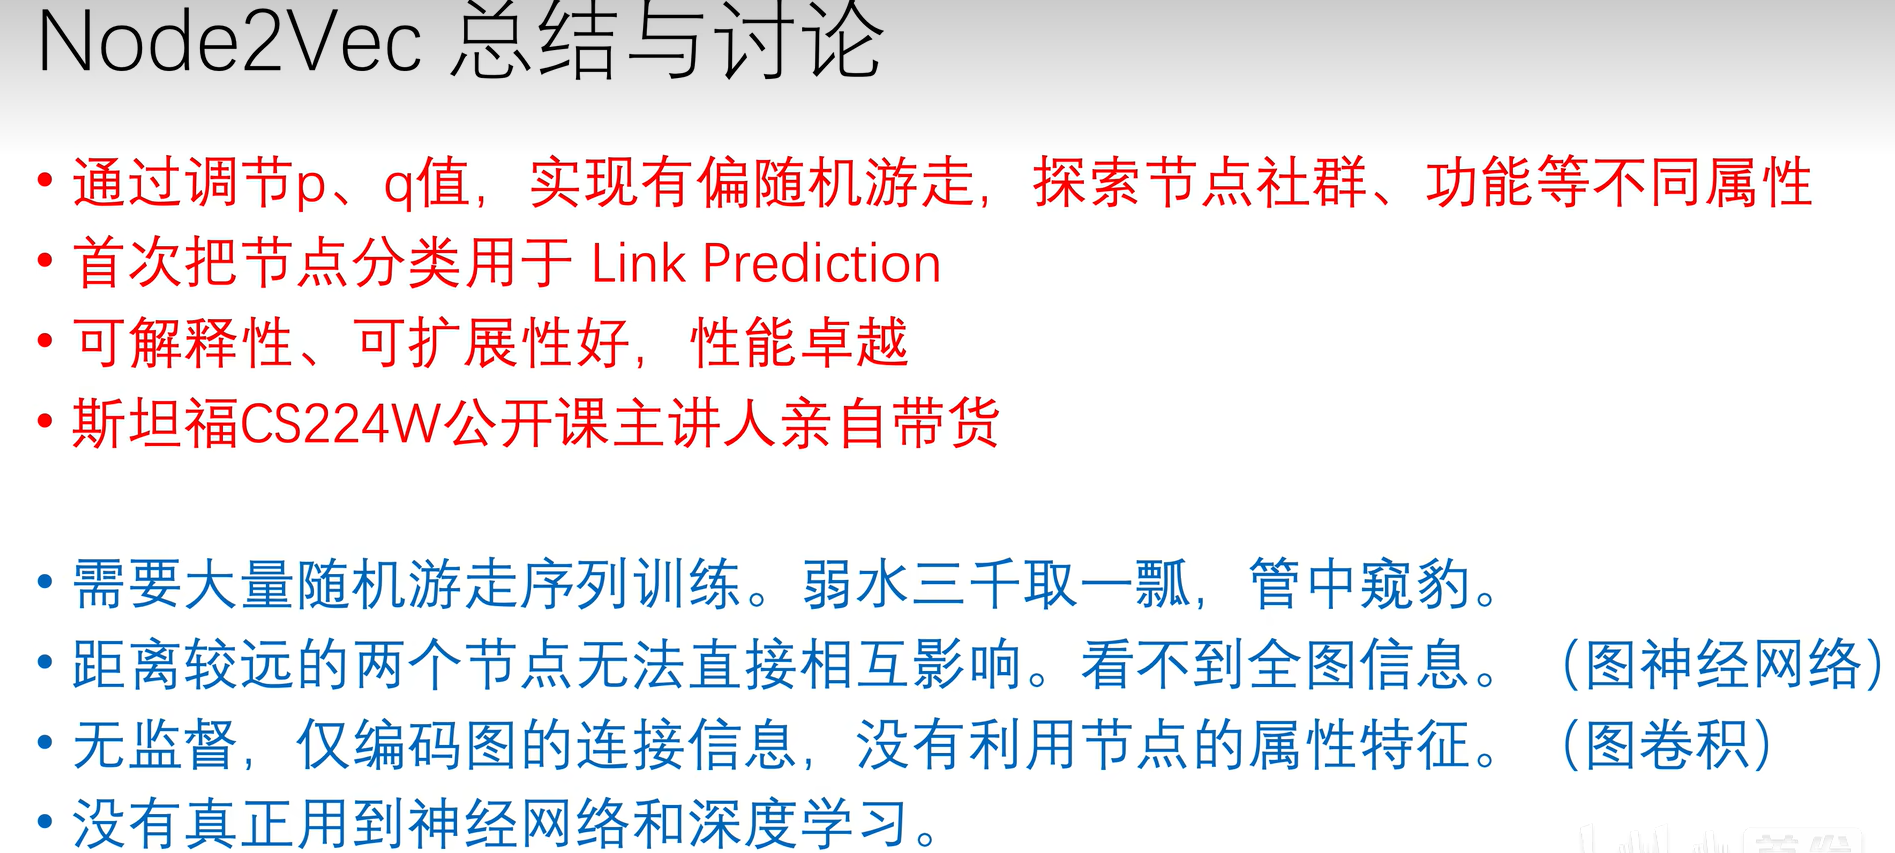 Node2Vec 总结与讨论
• 通过调节p、q值，实现有偏随机游走，探索节点社群、功能等不同属性
• 首次把节点分类用于 Link Prediction
• 可解释性、可扩展性好，性能卓越
• 斯坦福CS224W公开课主讲人亲自带货
• 需要大量随机游走序列训练。弱水三千取一瓢，管中窥豹。
• 距离较远的两个节点无法直接相互影响。看不到全图信息。（图神经网络）
• 无监督，仅编码图的连接信息，没有利用节点的属性特征。（图卷积）
• 没有真正用到神经网络和深度学习。